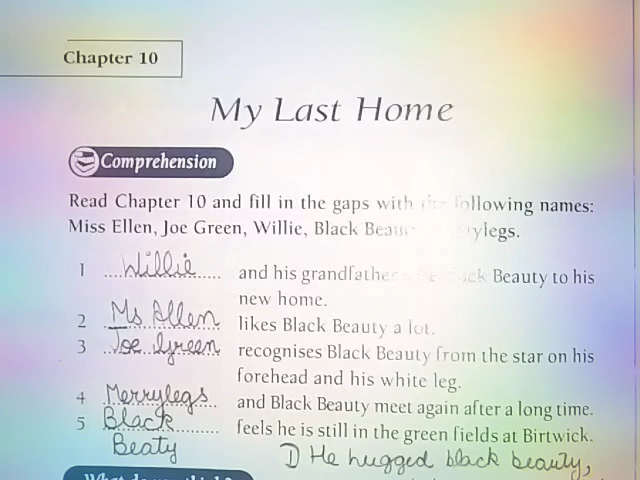 Chapter 10
My Last Home
Comprehension
Read Chapter 10 and fill in the gaps with the following names:
Miss Ellen, Joe Green, Willie, Black Beau ylegs.
1 Willie and his grandfather Beauty to his
new home.
2 Ms Allen likes Black Beauty a lot.
3 Joe Green recognises Black Beauty from the star on his
forehead and his white leg.
4 Merrylegs and Black Beauty meet again after a long time.
5 Black feels he is still in the green fields at Birtwick.
Beaty
D He hugged black beauty,